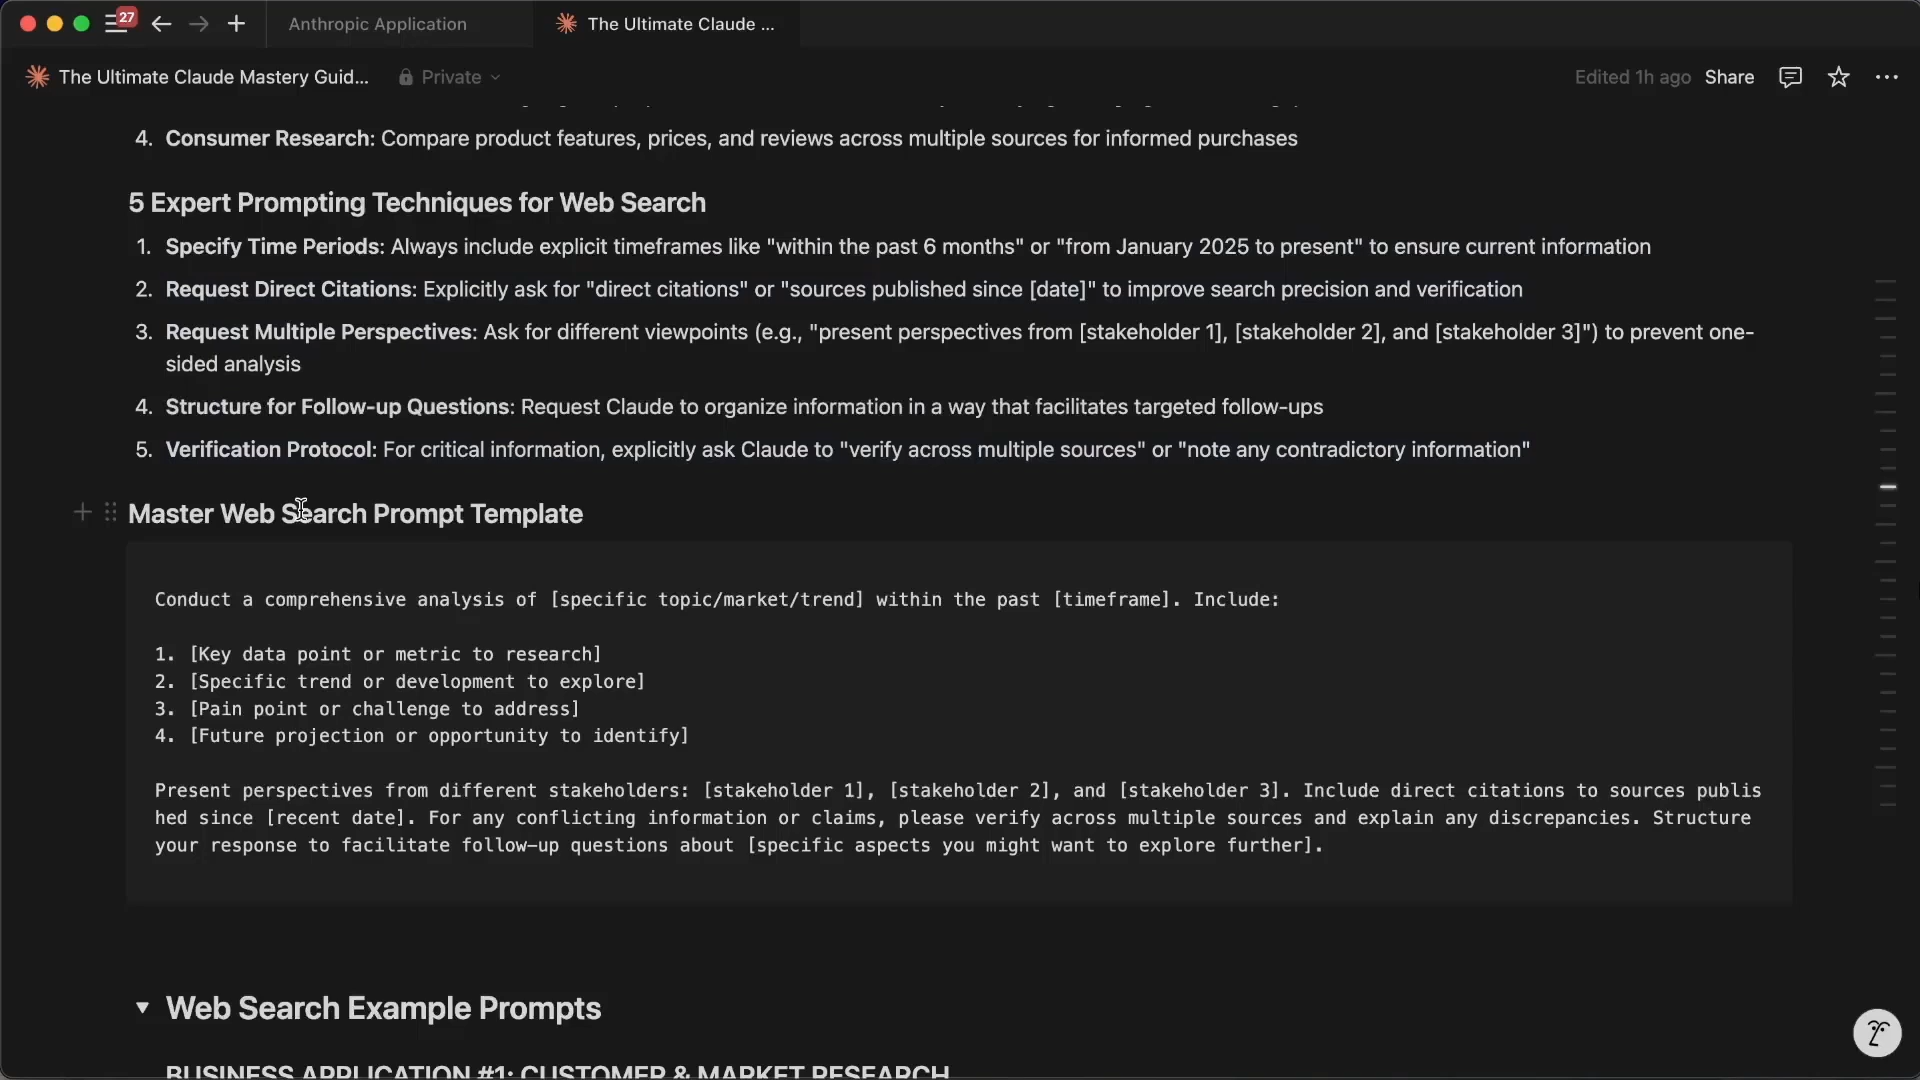 27
Anthropic Application
The Ultimate Claude ...
The Ultimate Claude Mastery Guid...
Private
Edited 1h ago
Share
4. Consumer Research: Compare product features, prices, and reviews across multiple sources for informed purchases
5 Expert Prompting Techniques for Web Search
1. Specify Time Periods: Always include explicit timeframes like "within the past 6 months" or "from January 2025 to present" to ensure current information
2. Request Direct Citations: Explicitly ask for "direct citations" or "sources published since [date]" to improve search precision and verification
3. Request Multiple Perspectives: Ask for different viewpoints (e.g., "present perspectives from [stakeholder 1], [stakeholder 2], and [stakeholder 3]") to prevent one-
sided analysis
4. Structure for Follow-up Questions: Request Claude to organize information in a way that facilitates targeted follow-ups
5. Verification Protocol: For critical information, explicitly ask Claude to "verify across multiple sources" or "note any contradictory information"
Master Web Search Prompt Template
Conduct a comprehensive analysis of [specific topic/market/trend] within the past [timeframe]. Include:
1. [Key data point or metric to research]
2. [Specific trend or development to explore]
3. [Pain point or challenge to address]
4. [Future projection or opportunity to identify]
Present perspectives from different stakeholders: [stakeholder 1], [stakeholder 2], and [stakeholder 3]. Include direct citations to sources publis
hed since [recent date]. For any conflicting information or claims, please verify across multiple sources and explain any discrepancies. Structure
your response to facilitate follow-up questions about [specific aspects you might want to explore further].
Web Search Example Prompts
BUSINESS APPLICATION #1: CUSTOMER & MARKET RESEARCH